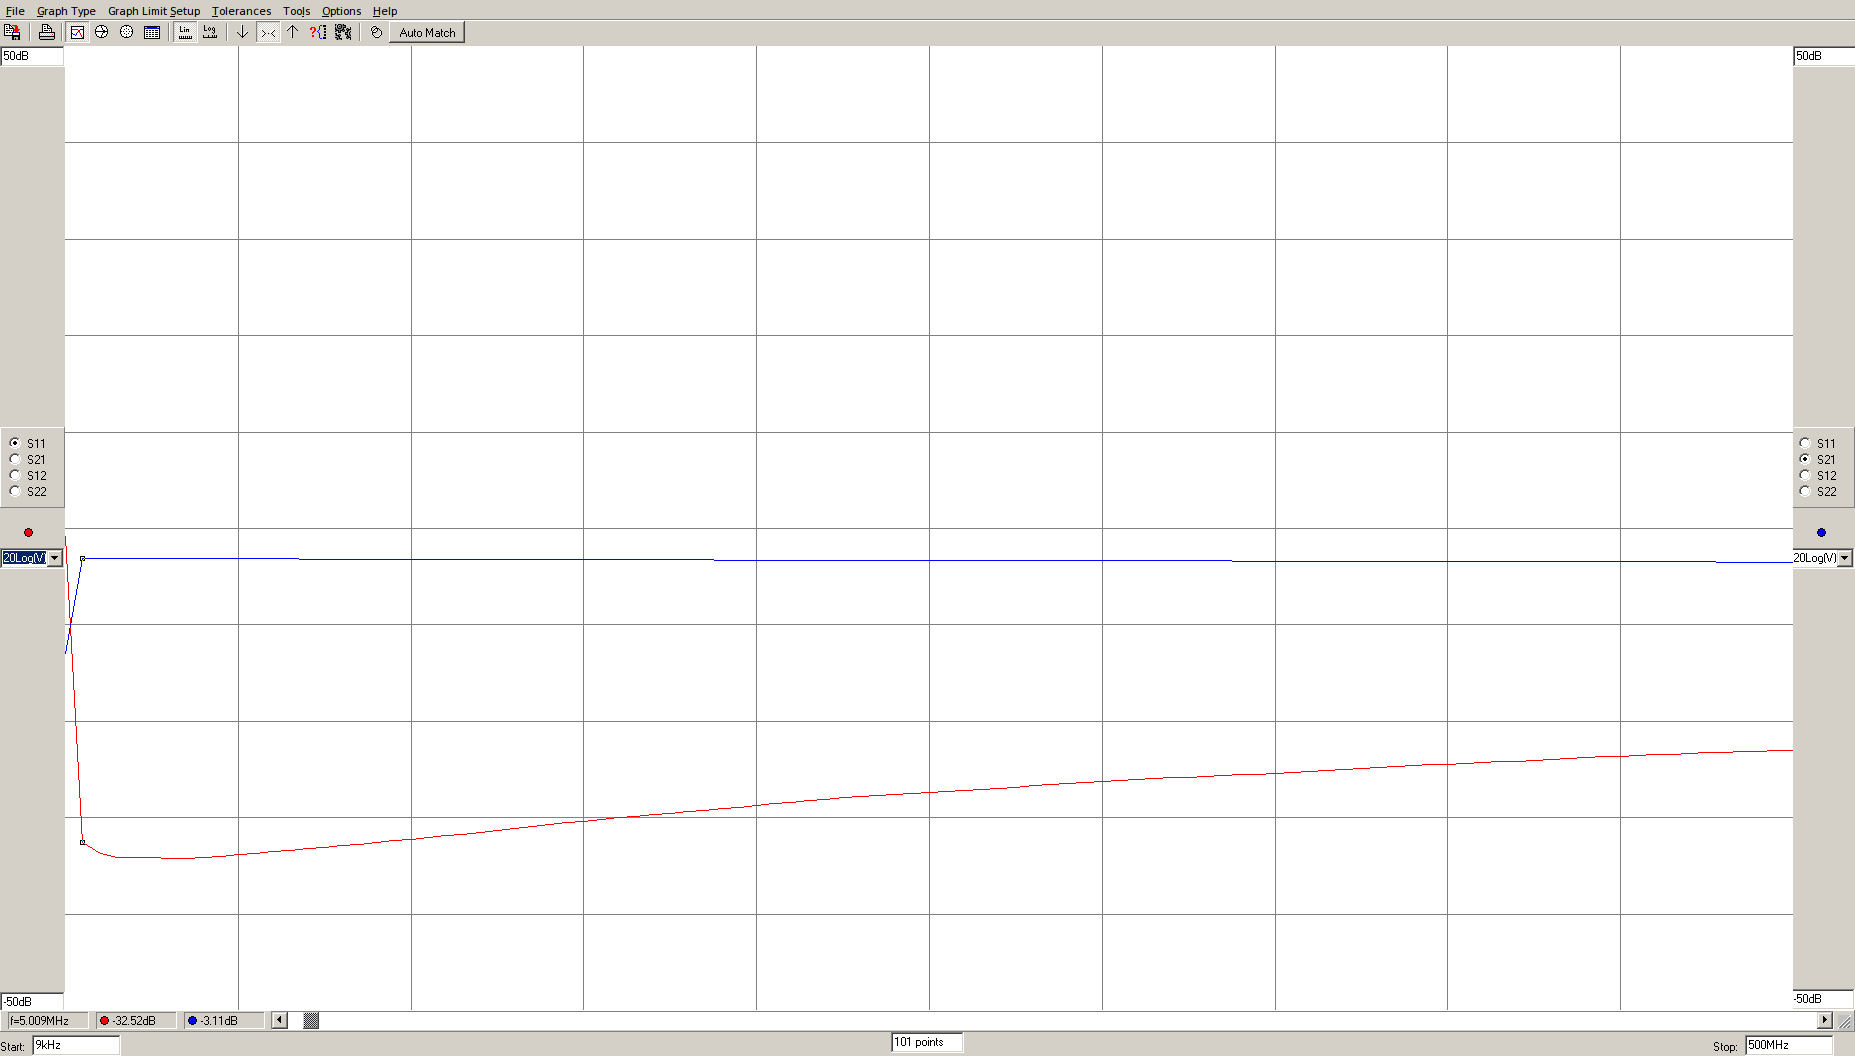 File Graph Type Graph Limit Setup Tolerances Tools Options Help
Lin Log ?{} Auto Match
50dB 50dB
S11 S11
S21 S21
S12 S12
S22 S22
20Log(V) 20Log(V)
-50dB -50dB
f=5.009MHz -32.52dB -3.11dB
Start: 9kHz 101 points Stop: 500MHz